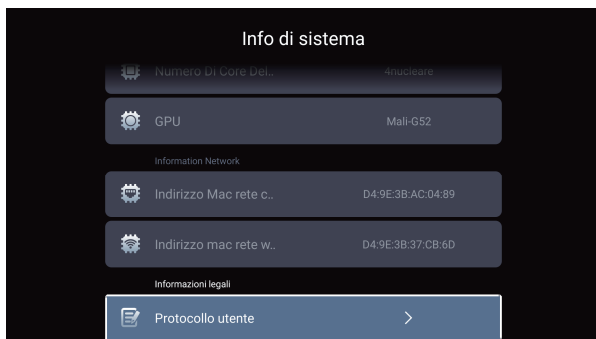 Info di sistema
Numero Di Core Del.. 4nucleare
GPU Mali-G52
Information Network
Indirizzo Mac rete c.. D4:9E:3B:AC:04:89
Indirizzo mac rete w.. D4:9E:3B:37:CB:6D
Informazioni legali
Protocollo utente